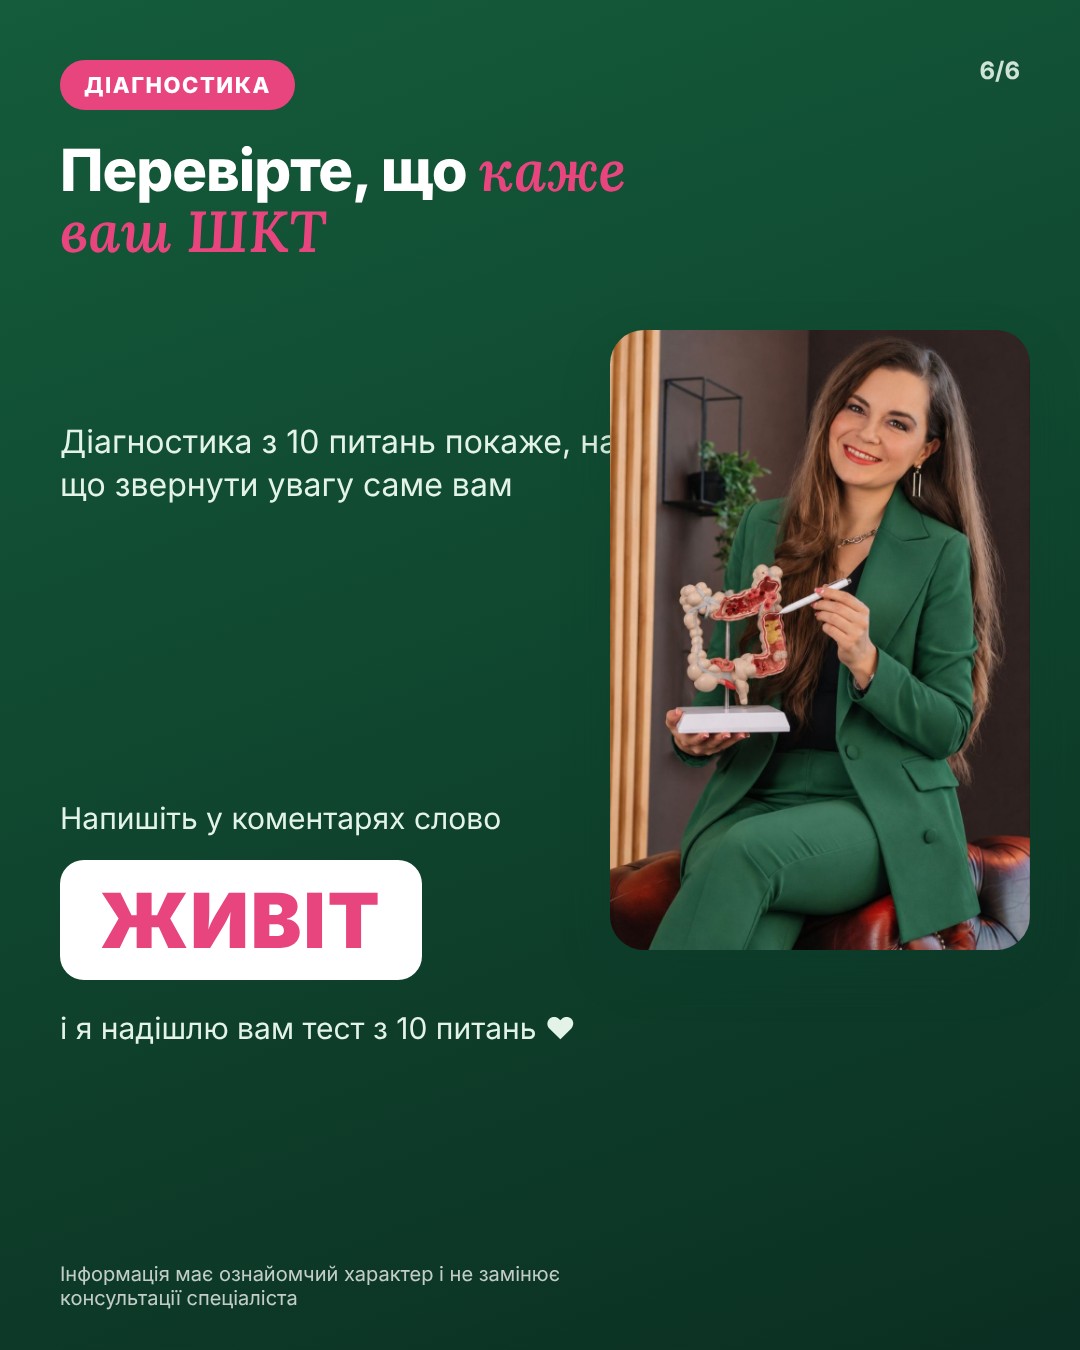 ДІАГНОСТИКА
6/6
Перевірте, що каже
ваш ШКТ
Діагностика з 10 питань покаже, на
що звернути увагу саме вам
Напишіть у коментарях слово
ЖИВІТ
і я надішлю вам тест з 10 питань ♥
Інформація має ознайомчий характер і не замінює
консультації спеціаліста